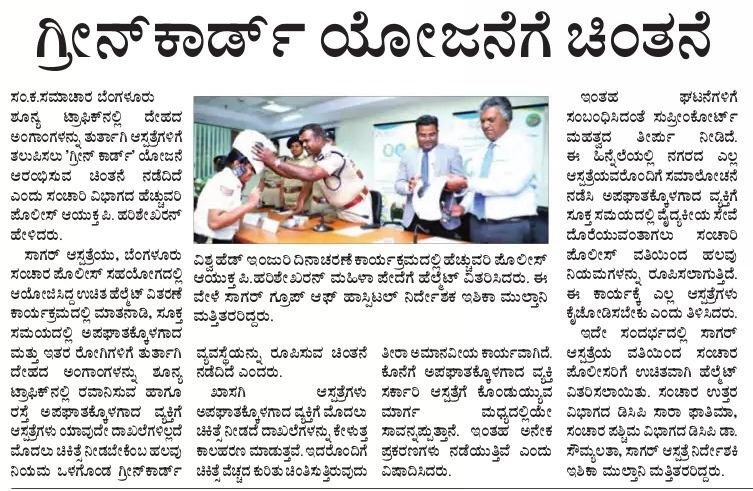 ಗ್ರೀನ್‌ಕಾರ್ಡ್ ಯೋಜನೆಗೆ ಚಿಂತನೆ
ಸಂ.ಕ.ಸಮಾಚಾರ ಬೆಂಗಳೂರು
ಶೂನ್ಯ ಟ್ರಾಫಿಕ್‌ನಲ್ಲಿ ದೇಹದ
ಅಂಗಾಂಗಳನ್ನು ತುರ್ತಾಗಿ ಆಸ್ಪತ್ರೆಗಳಿಗೆ
ತಲುಪಿಸಲು 'ಗ್ರೀನ್ ಕಾರ್ಡ್' ಯೋಜನೆ
ಆರಂಭಿಸುವ ಚಿಂತನೆ ನಡೆದಿದೆ
ಎಂದು ಸಂಚಾರಿ ವಿಭಾಗದ ಹೆಚ್ಚುವರಿ
ಪೊಲೀಸ್ ಆಯುಕ್ತ ಪಿ. ಹರಿಶೇಖರನ್
ಹೇಳಿದರು.
ಸಾಗರ್ ಆಸ್ಪತ್ರೆಯು, ಬೆಂಗಳೂರು
ಸಂಚಾರ ಪೊಲೀಸ್ ಸಹಯೋಗದಲ್ಲಿ
ಆಯೋಜಿಸಿದ್ದ ಉಚಿತ ಹೆಲ್ಮೆಟ್ ವಿತರಣೆ
ಕಾರ್ಯಕ್ರಮದಲ್ಲಿ ಮಾತನಾಡಿ, ಸೂಕ್ತ
ಸಮಯದಲ್ಲಿ ಅಪಘಾತಕ್ಕೊಳಗಾದ
ಮತ್ತು ಇತರ ರೋಗಿಗಳಿಗೆ ತುರ್ತಾಗಿ
ದೇಹದ ಅಂಗಾಂಗಳನ್ನು ಶೂನ್ಯ
ಟ್ರಾಫಿಕ್‌ನಲ್ಲಿ ರವಾನಿಸುವ ಹಾಗೂ
ರಸ್ತೆ ಅಪಘಾತಕ್ಕೊಳಗಾದ ವ್ಯಕ್ತಿಗೆ
ಆಸ್ಪತ್ರೆಗಳು ಯಾವುದೇ ದಾಖಲೆಗಳಿಲ್ಲದೆ
ಮೊದಲು ಚಿಕಿತ್ಸೆ ನೀಡಬೇಕೆಂಬ ಹಲವು
ನಿಯಮ ಒಳಗೊಂಡ ಗ್ರೀನ್‌ಕಾರ್ಡ್
ವಿಶ್ವ ಹೆಡ್ ಇಂಜುರಿ ದಿನಾಚರಣೆ ಕಾರ್ಯಕ್ರಮದಲ್ಲಿ ಹೆಚ್ಚುವರಿ ಪೊಲೀಸ್
ಆಯುಕ್ತ ಪಿ.ಹರಿಶೇಖರನ್ ಮಹಿಳಾ ಪೇದೆಗೆ ಹೆಲ್ಮೆಟ್ ವಿತರಿಸಿದರು. ಈ
ವೇಳೆ ಸಾಗರ್ ಗ್ರೂಪ್ ಆಫ್ ಹಾಸ್ಪಿಟಲ್ ನಿರ್ದೇಶಕ ಇಶಿಕಾ ಮುಲ್ತಾನಿ
ಮತ್ತಿತರರಿದ್ದರು.
ವ್ಯವಸ್ಥೆಯನ್ನು ರೂಪಿಸುವ ಚಿಂತನೆ
ನಡೆದಿದೆ ಎಂದರು.
ಖಾಸಗಿ ಆಸ್ಪತ್ರೆಗಳು
ಅಪಘಾತಕ್ಕೊಳಗಾದ ವ್ಯಕ್ತಿಗೆ ಮೊದಲು
ಚಿಕಿತ್ಸೆ ನೀಡದೆ ದಾಖಲೆಗಳನ್ನು ಕೇಳುತ್ತ
ಕಾಲಹರಣ ಮಾಡುತ್ತವೆ. ಇದರೊಂದಿಗೆ
ಚಿಕಿತ್ಸೆ ವೆಚ್ಚದ ಕುರಿತು ಚಿಂತಿಸುತ್ತಿರುವುದು
ತೀರಾ ಅಮಾನವೀಯ ಕಾರ್ಯವಾಗಿದೆ.
ಕೊನೆಗೆ ಅಪಘಾತಕ್ಕೊಳಗಾದ ವ್ಯಕ್ತಿ
ಸರ್ಕಾರಿ ಆಸ್ಪತ್ರೆಗೆ ಕೊಂಡುಯ್ಯುವ
ಮಾರ್ಗ ಮಧ್ಯದಲ್ಲಿಯೇ
ಸಾವನ್ನಪ್ಪುತ್ತಾನೆ. ಇಂತಹ ಅನೇಕ
ಪ್ರಕರಣಗಳು ನಡೆಯುತ್ತಿವೆ ಎಂದು
ವಿಷಾದಿಸಿದರು.
ಇಂತಹ ಘಟನೆಗಳಿಗೆ
ಸಂಬಂಧಿಸಿದಂತೆ ಸುಪ್ರೀಂಕೋರ್ಟ್
ಮಹತ್ವದ ತೀರ್ಪು ನೀಡಿದೆ.
ಈ ಹಿನ್ನೆಲೆಯಲ್ಲಿ ನಗರದ ಎಲ್ಲ
ಆಸ್ಪತ್ರೆಯವರೊಂದಿಗೆ ಸಮಾಲೋಚನೆ
ನಡೆಸಿ ಅಪಘಾತಕ್ಕೊಳಗಾದ ವ್ಯಕ್ತಿಗೆ
ಸೂಕ್ತ ಸಮಯದಲ್ಲಿ ವೈದ್ಯಕೀಯ ಸೇವೆ
ದೊರೆಯುವಂತಾಗಲು ಸಂಚಾರಿ
ಪೊಲೀಸ್ ವತಿಯಿಂದ ಹಲವು
ನಿಯಮಗಳನ್ನು ರೂಪಿಸಲಾಗುತ್ತಿದೆ.
ಈ ಕಾರ್ಯಕ್ಕೆ ಎಲ್ಲ ಆಸ್ಪತ್ರೆಗಳು
ಕೈಜೋಡಿಸಬೇಕು ಎಂದು ತಿಳಿಸಿದರು.
ಇದೇ ಸಂದರ್ಭದಲ್ಲಿ ಸಾಗರ್
ಆಸ್ಪತ್ರೆಯ ವತಿಯಿಂದ ಸಂಚಾರ
ಪೊಲೀಸರಿಗೆ ಉಚಿತವಾಗಿ ಹೆಲ್ಮೆಟ್
ವಿತರಿಸಲಾಯಿತು. ಸಂಚಾರ ಉತ್ತರ
ವಿಭಾಗದ ಡಿಸಿಪಿ ಸಾರಾ ಫಾತಿಮಾ,
ಸಂಚಾರ ಪಶ್ಚಿಮ ವಿಭಾಗದ ಡಿಸಿಪಿ ಡಾ.
ಸೌಮ್ಯಲತಾ, ಸಾಗರ್ ಆಸ್ಪತ್ರೆ ನಿರ್ದೇಶಕಿ
ಇಶಿಕಾ ಮುಲ್ತಾನಿ ಮತ್ತಿತರರಿದ್ದರು.